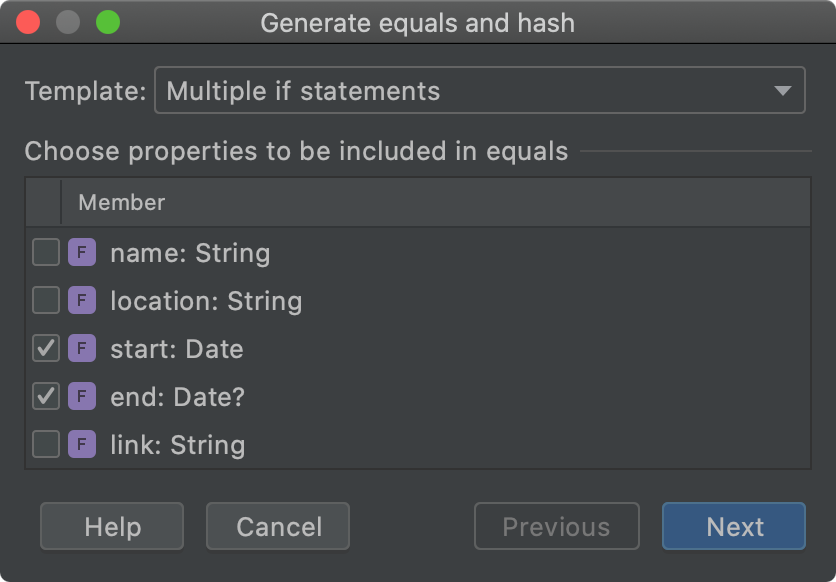 Generate equals and hash
Template: Multiple if statements
Choose properties to be included in equals
Member
F name: String
F location: String
F start: Date
F end: Date?
F link: String
Help Cancel Previous Next